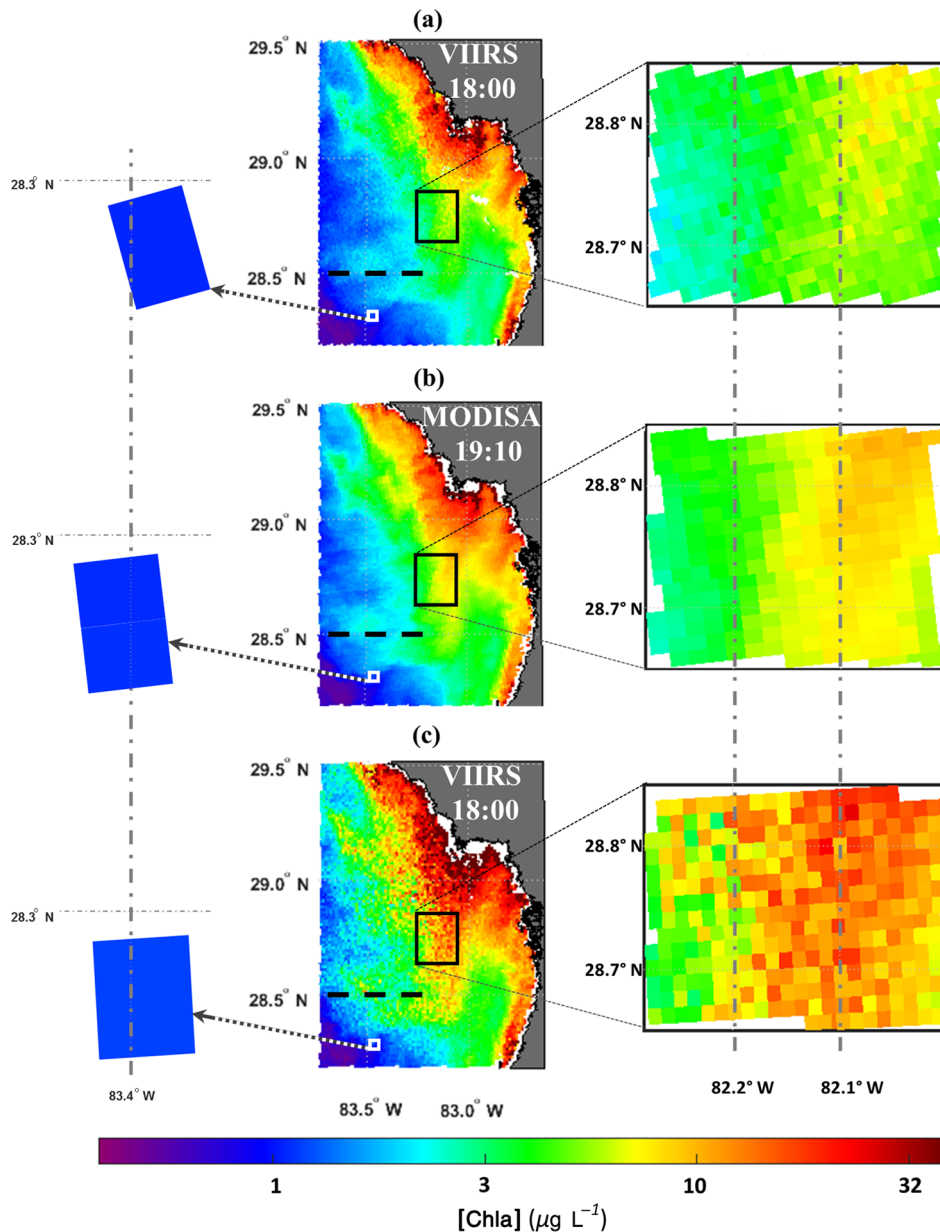 (a)
29.5° N
VIIRS
18:00
28.8° N
28.3° N
29.0° N
28.7° N
28.5° N
(b)
29.5° N
MODISA
19:10
28.8° N
28.3° N
29.0° N
28.7° N
28.5° N
(c)
29.5° N
VIIRS
18:00
28.8° N
28.3° N
29.0° N
28.7° N
28.5° N
83.4° W
83.5° W
83.0° W
82.2° W
82.1° W
1
3
10
32
[Chla] (µg L⁻¹)